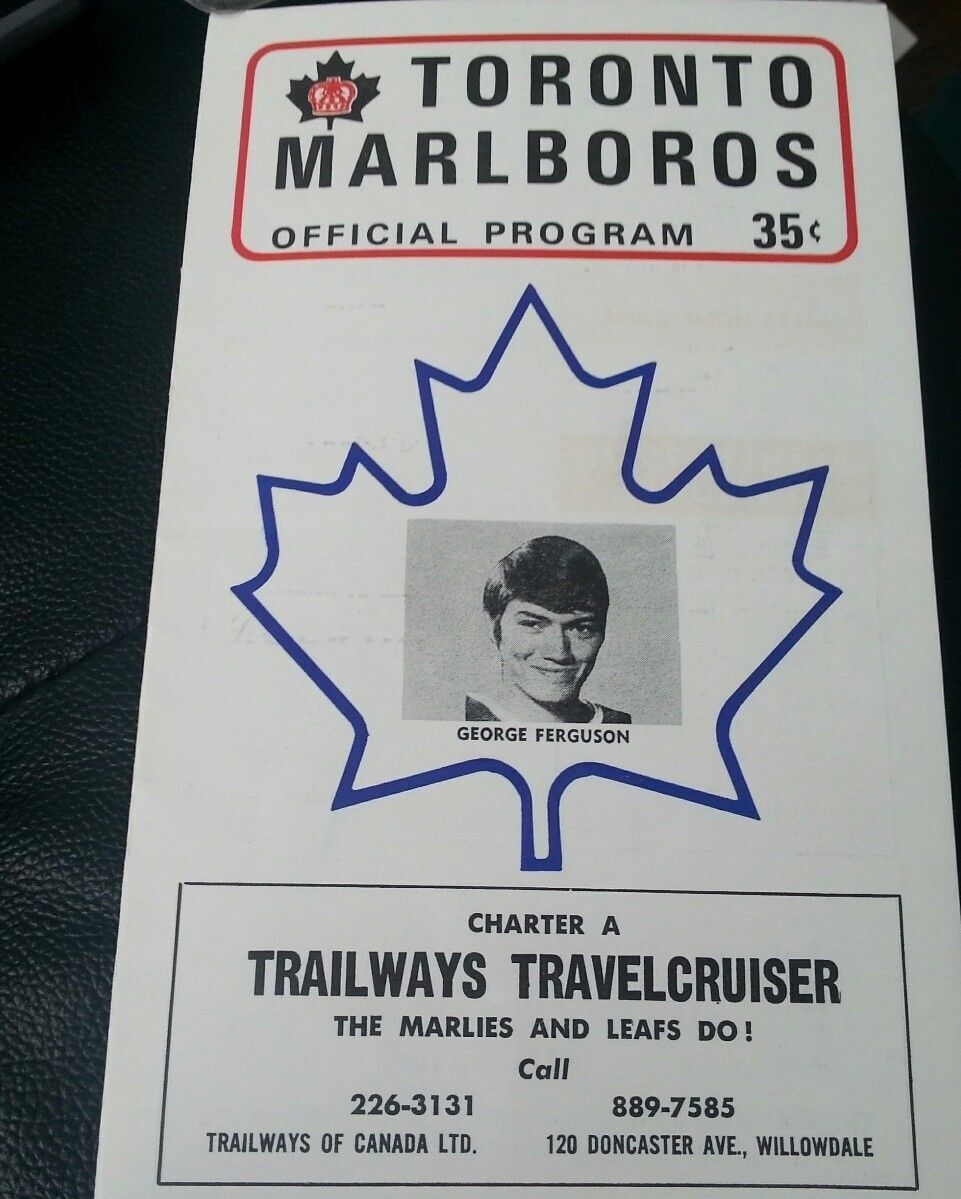 TORONTO
MARLBOROS
OFFICIAL PROGRAM 35¢
GEORGE FERGUSON
CHARTER A
TRAILWAYS TRAVELCRUISER
THE MARLIES AND LEAFS DO!
Call
226-3131 889-7585
TRAILWAYS OF CANADA LTD. 120 DONCASTER AVE., WILLOWDALE